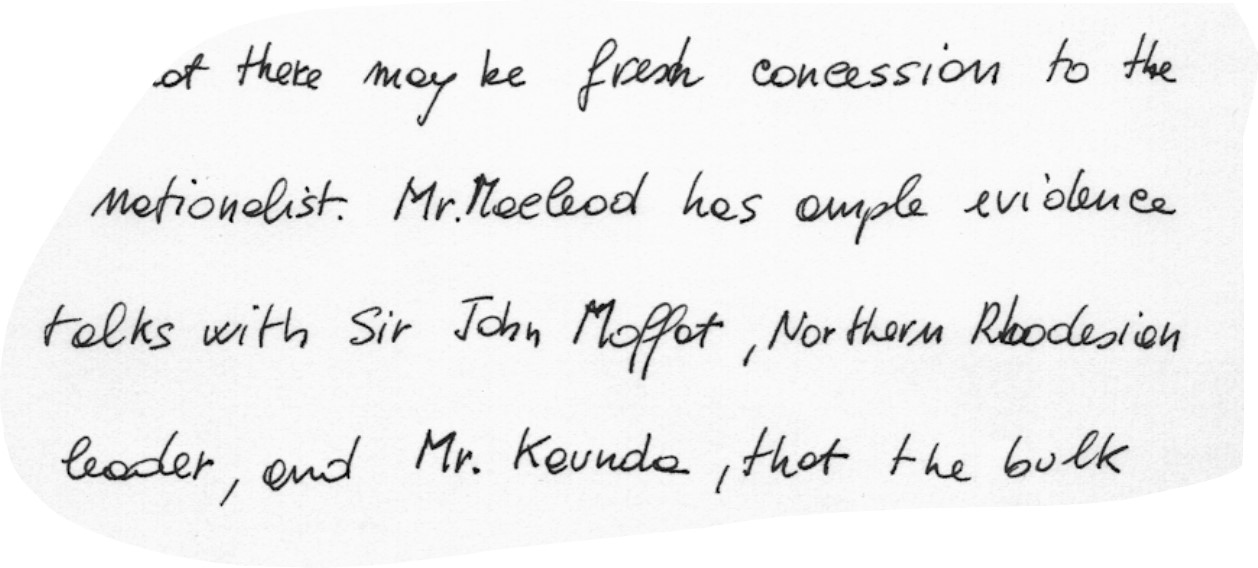 there may be fresh concession to the
nationalist. Mr. Macleod has ample evidence
talks with Sir John Moffat, Northern Rhodesian
leader, and Mr. Kaunda, that the bulk